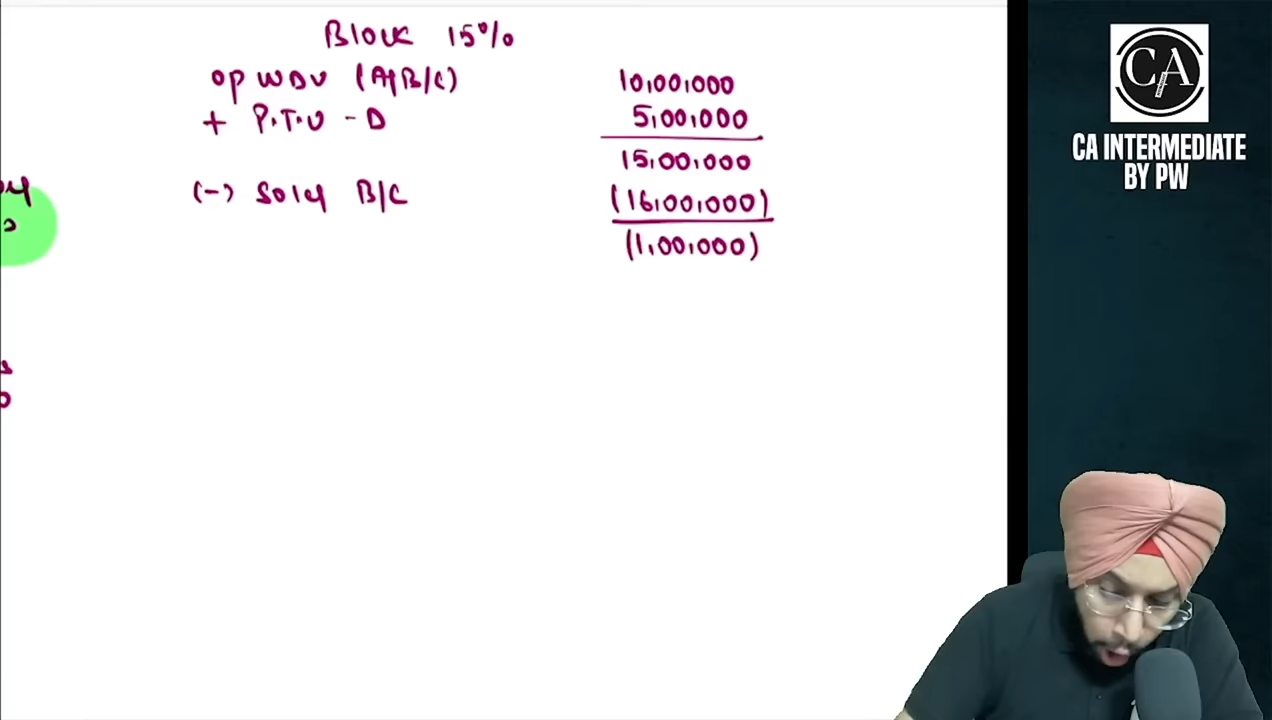 Block 15%
op WDV (A/B/C) 10,00,000
+ P.T.U - D 5,00,000
15,00,000
(-) Sold B/C (16,00,000)
(1,00,000)
CA
CA INTERMEDIATE
BY PW